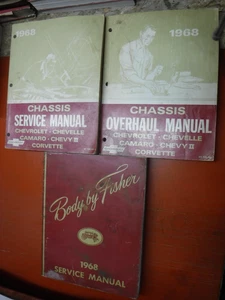 1968
CHASSIS
SERVICE MANUAL
CHEVROLET · CHEVELLE
CAMARO · CHEVY II
CORVETTE
1968
CHASSIS
OVERHAUL MANUAL
CHEVROLET · CHEVELLE
CAMARO · CHEVY II
CORVETTE
Body by Fisher
1968
SERVICE MANUAL